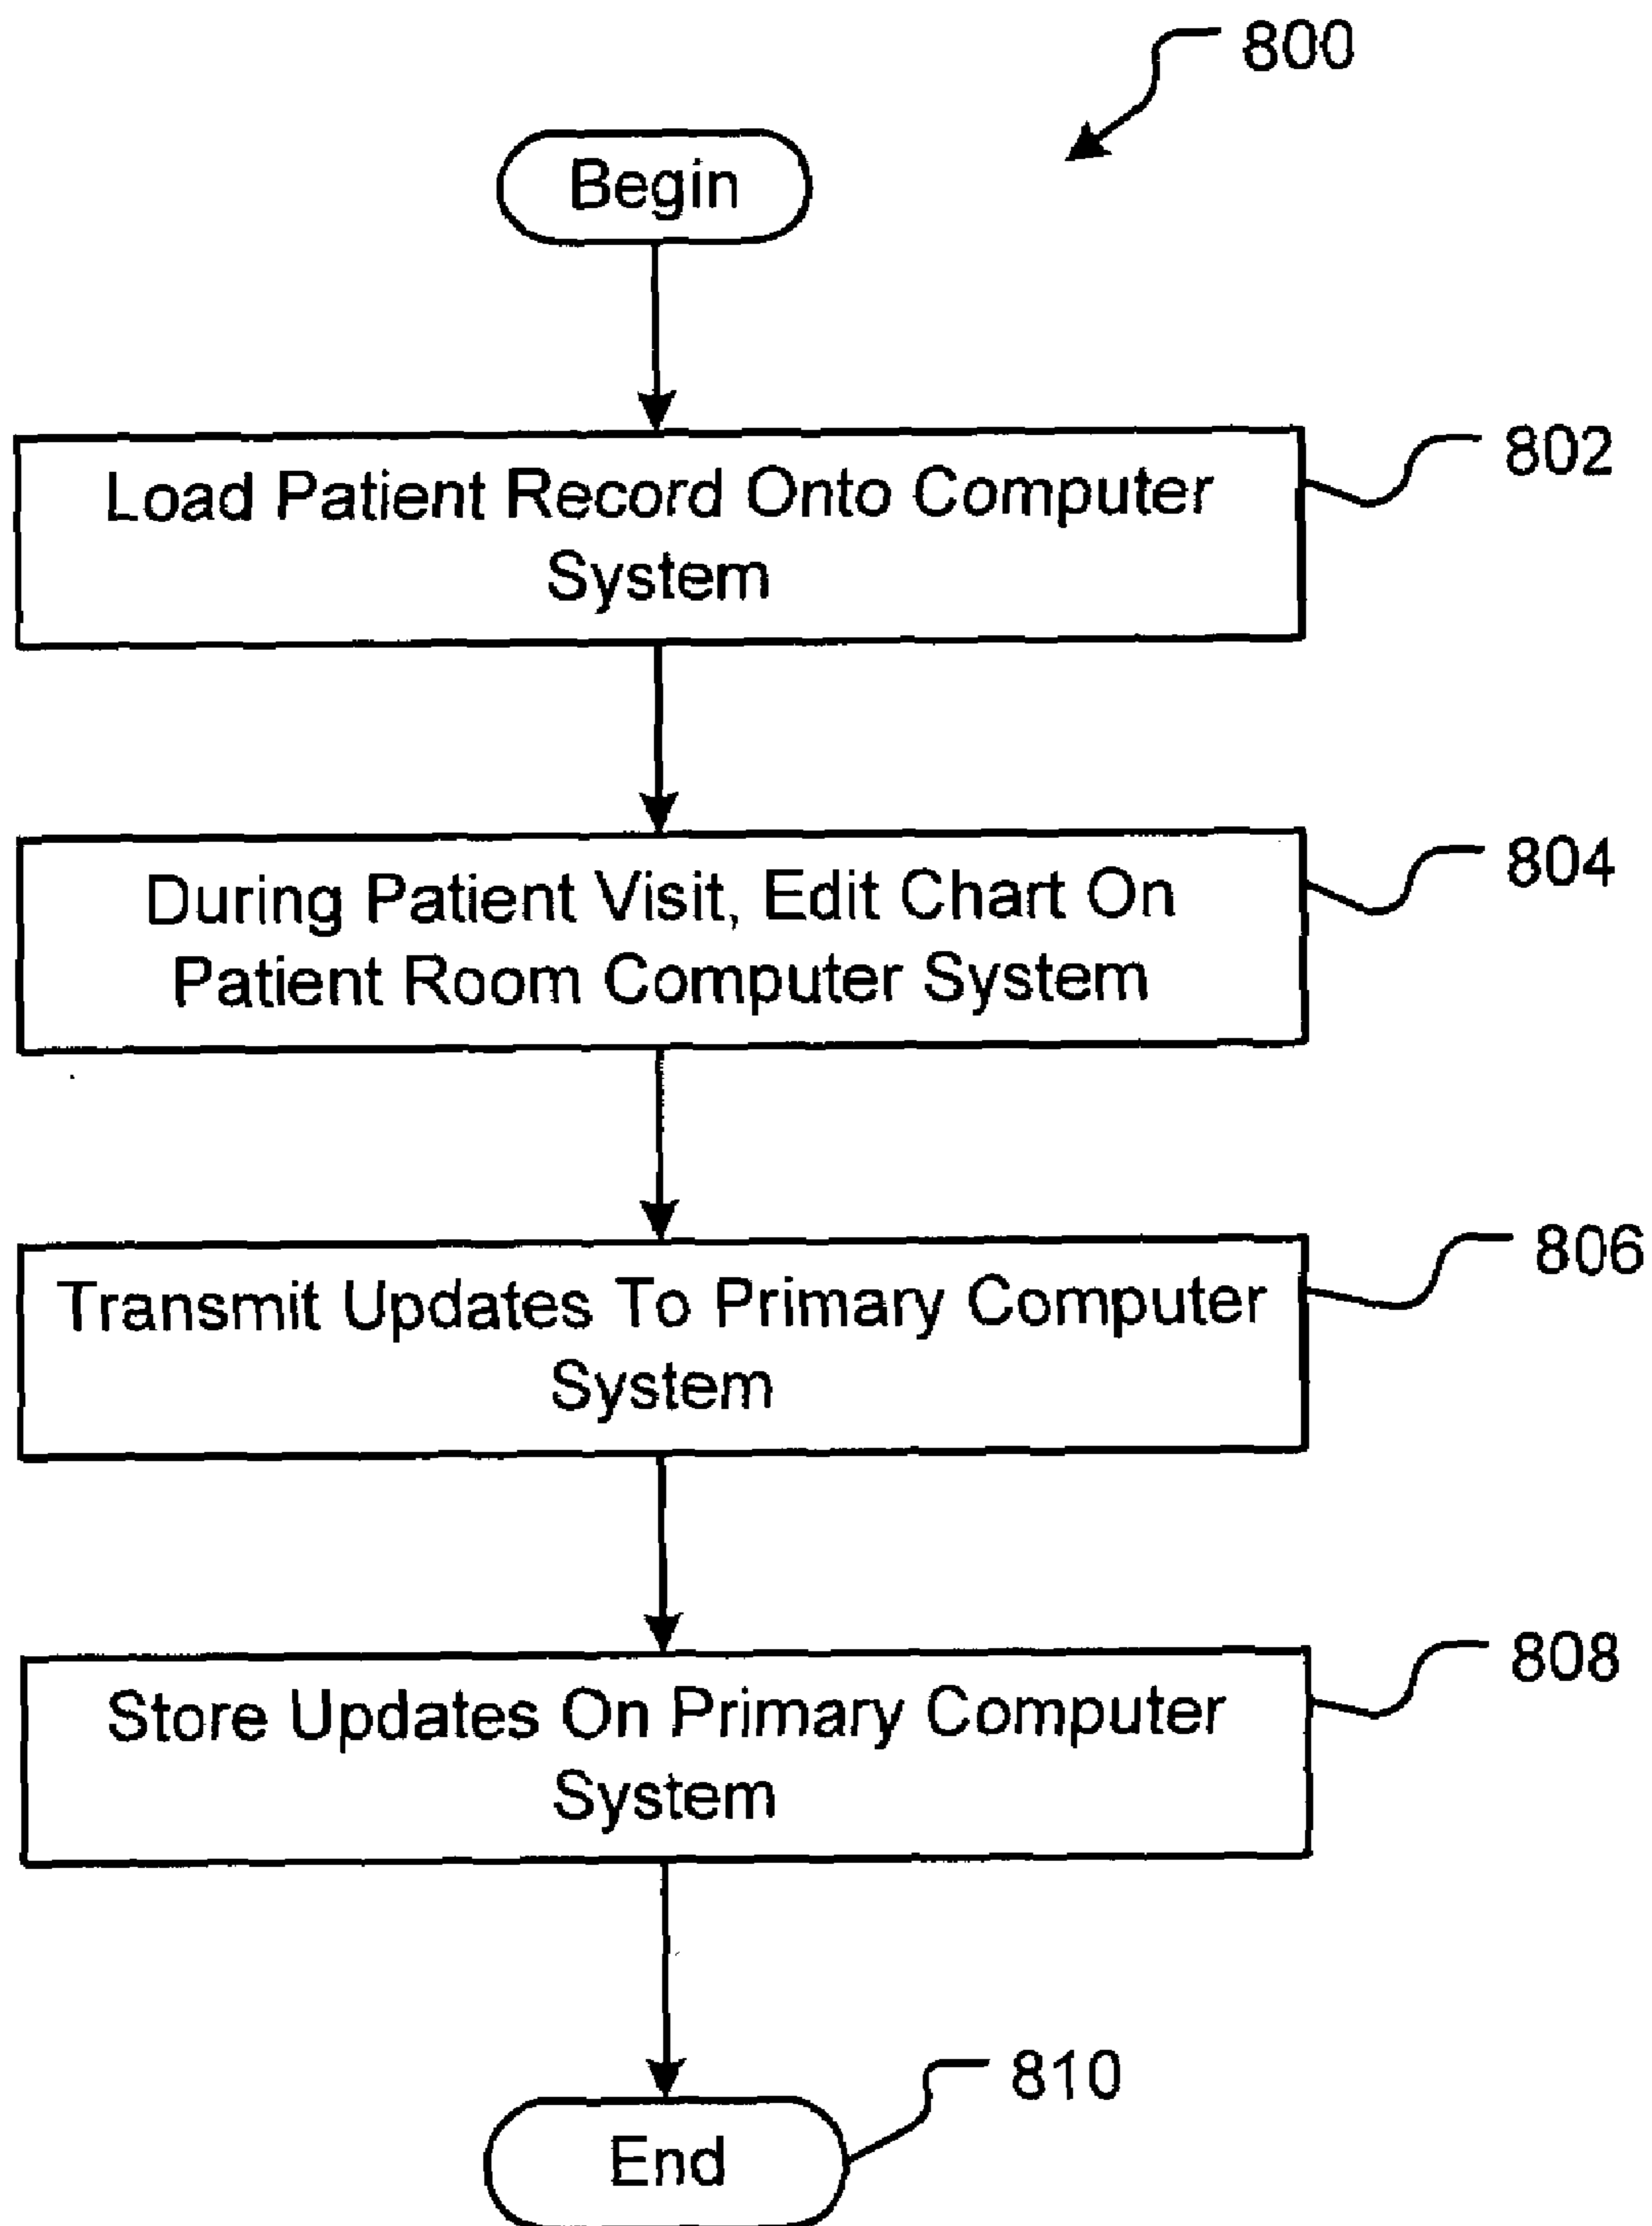 800
Begin
802
Load Patient Record Onto Computer
System
804
During Patient Visit, Edit Chart On
Patient Room Computer System
806
Transmit Updates To Primary Computer
System
808
Store Updates On Primary Computer
System
810
End